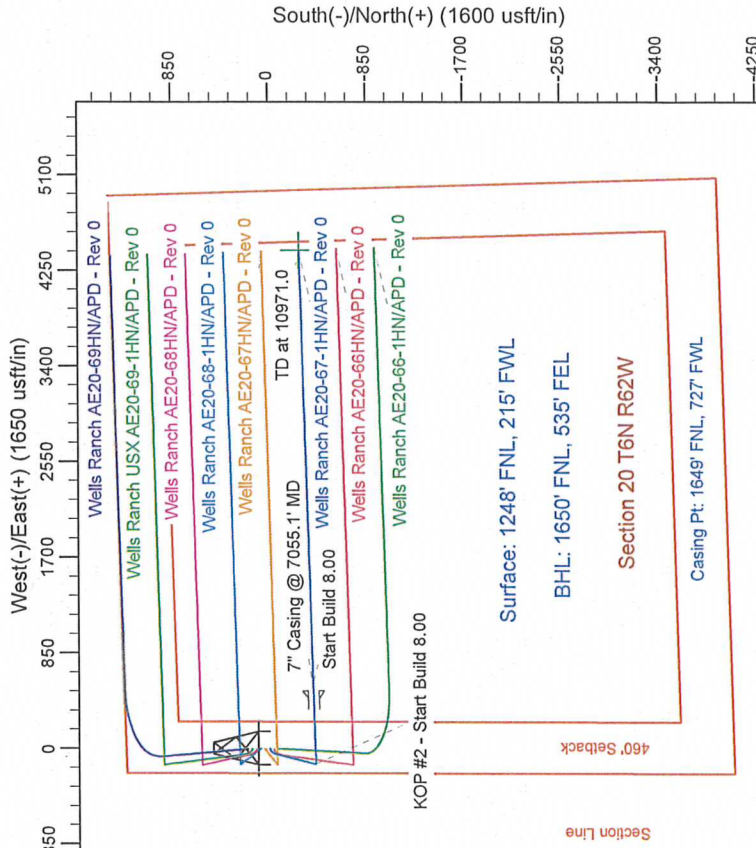 South(-)/North(+) (1600 usft/in)
850
-0
-850
-1700
-2550
-3400
-4250
West(-)/East(+) (1650 usft/in)
5100
4250
3400
2550
1700
850
0
350
Wells Ranch AE20-69HN/APD - Rev 0
Wells Ranch USX AE20-69-1HN/APD - Rev 0
Wells Ranch AE20-68HN/APD - Rev 0
Wells Ranch AE20-68-1HN/APD - Rev 0
Wells Ranch AE20-67HN/APD - Rev 0
TD at 10971.0
7" Casing @ 7055.1' MD
Start Build 8.00
Wells Ranch AE20-67-1HN/APD - Rev 0
Wells Ranch AE20-66HN/APD - Rev 0
Wells Ranch AE20-66-1HN/APD - Rev 0
KOP #2 - Start Build 8.00
Surface: 1248' FNL, 215' FWL
BHL: 1650' FNL, 535' FEL
Section 20 T6N R62W
Casing Pt: 1649' FNL, 727' FWL
460' Setback
Section Line